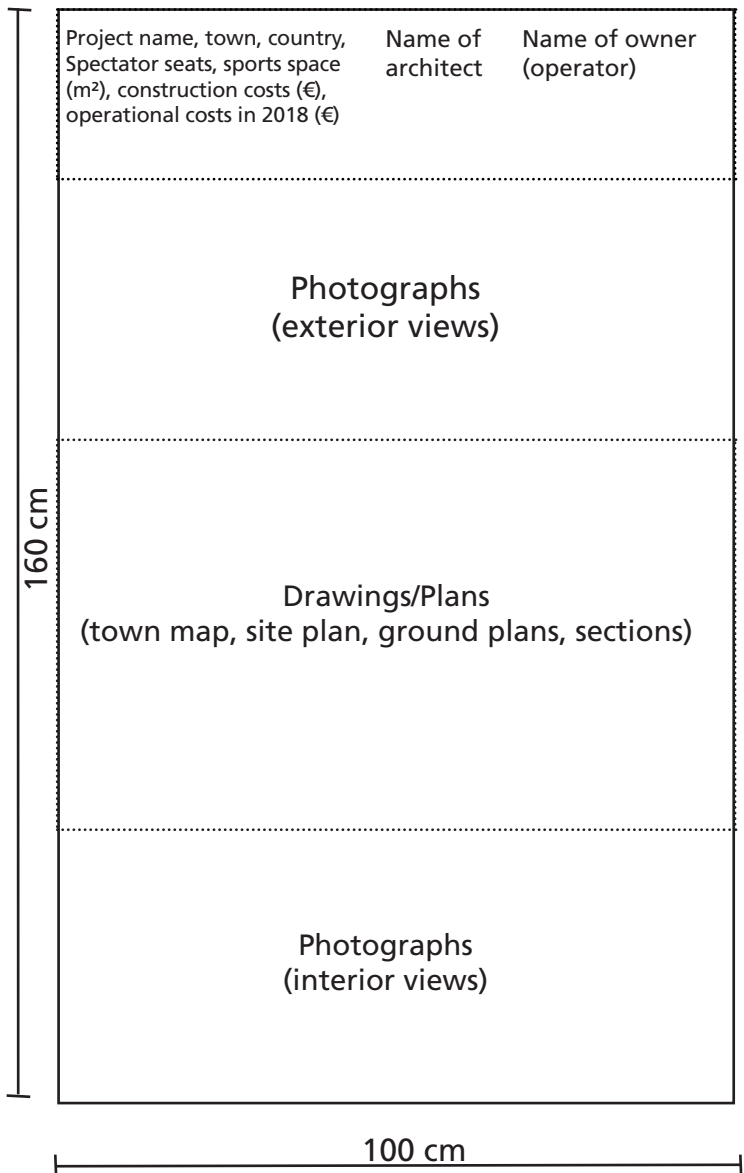 Project name, town, country,
Spectator seats, sports space
(m²), construction costs (€),
operational costs in 2018 (€)
Name of
architect
Name of owner
(operator)
Photographs
(exterior views)
160 cm
Drawings/Plans
(town map, site plan, ground plans, sections)
Photographs
(interior views)
100 cm